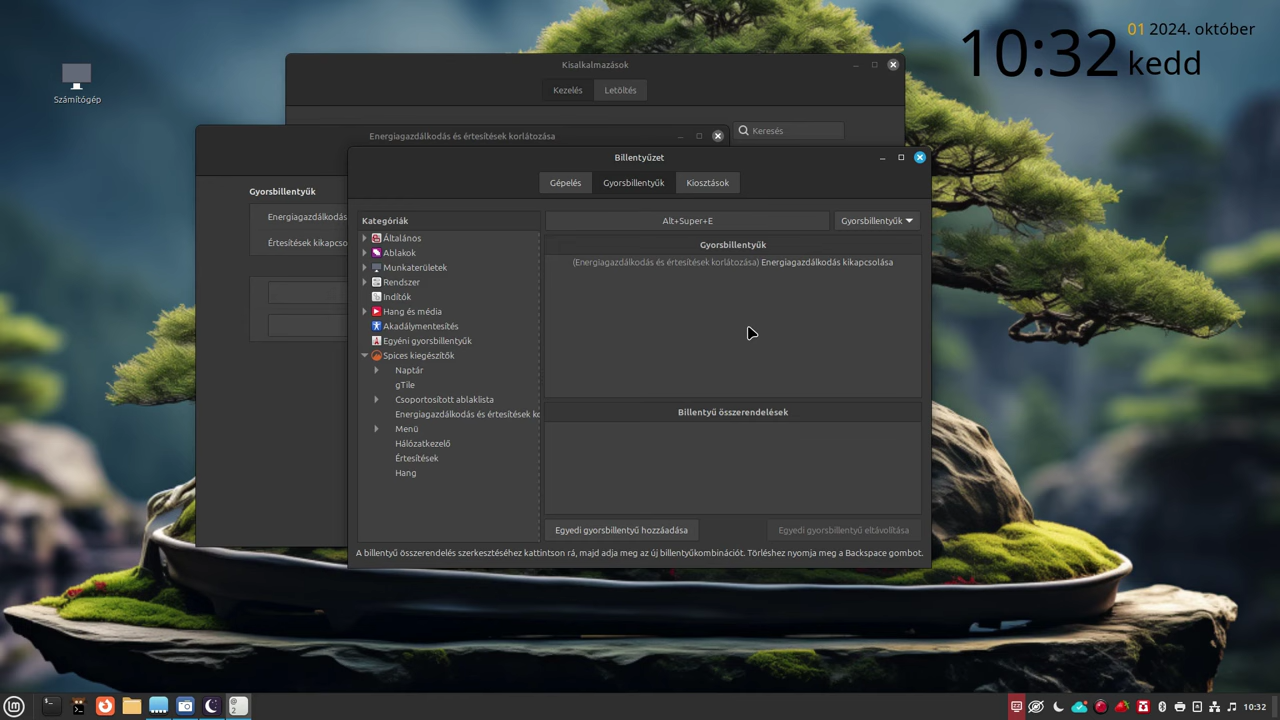 10:32
01 2024. október
kedd
Számítógép
Kisalkalmazások
Kezelés
Letöltés
Keresés
Energiagazdálkodás és értesítések korlátozása
Gyorsbillentyűk
Energiagazdálkodás
Értesítések kikapcso
Billentyűzet
Gépelés
Gyorsbillentyűk
Kiosztások
Kategóriák
Általános
Ablakok
Munkaterületek
Rendszer
Indítók
Hang és média
Akadálymentesítés
Egyéni gyorsbillentyűk
Spices kiegészítők
Naptár
gTile
Csoportosított ablaklista
Energiagazdálkodás és értesítések ko
Menü
Hálózatkezelő
Értesítések
Hang
Alt+Super+E
Gyorsbillentyűk
Gyorsbillentyűk
(Energiagazdálkodás és értesítések korlátozása) Energiagazdálkodás kikapcsolása
Billentyű összerendelések
Egyedi gyorsbillentyű hozzáadása
Egyedi gyorsbillentyű eltávolítása
A billentyű összerendelés szerkesztéséhez kattintson rá, majd adja meg az új billentyűkombinációt. Törléshez nyomja meg a Backspace gombot.
@
2
10:32